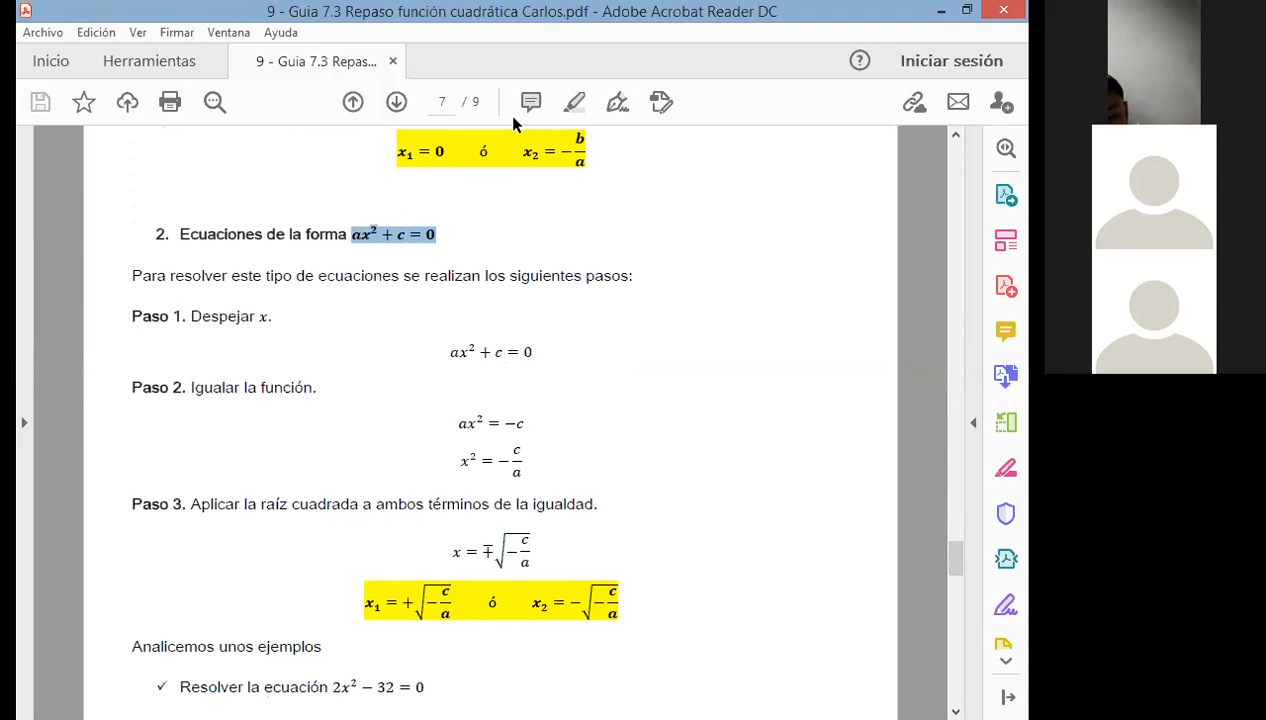 9 - Guia 7.3 Repaso función cuadrática Carlos.pdf - Adobe Acrobat Reader DC
Archivo Edición Ver Firmar Ventana Ayuda
Inicio Herramientas 9 - Guia 7.3 Repas... × Iniciar sesión
7 / 9
x₁ = 0 ó x₂ = −b/a
2. Ecuaciones de la forma ax² + c = 0
Para resolver este tipo de ecuaciones se realizan los siguientes pasos:
Paso 1. Despejar x.
ax² + c = 0
Paso 2. Igualar la función.
ax² = −c
x² = −c/a
Paso 3. Aplicar la raíz cuadrada a ambos términos de la igualdad.
x = ∓√(−c/a)
x₁ = +√(−c/a) ó x₂ = −√(−c/a)
Analicemos unos ejemplos
✓ Resolver la ecuación 2x² − 32 = 0